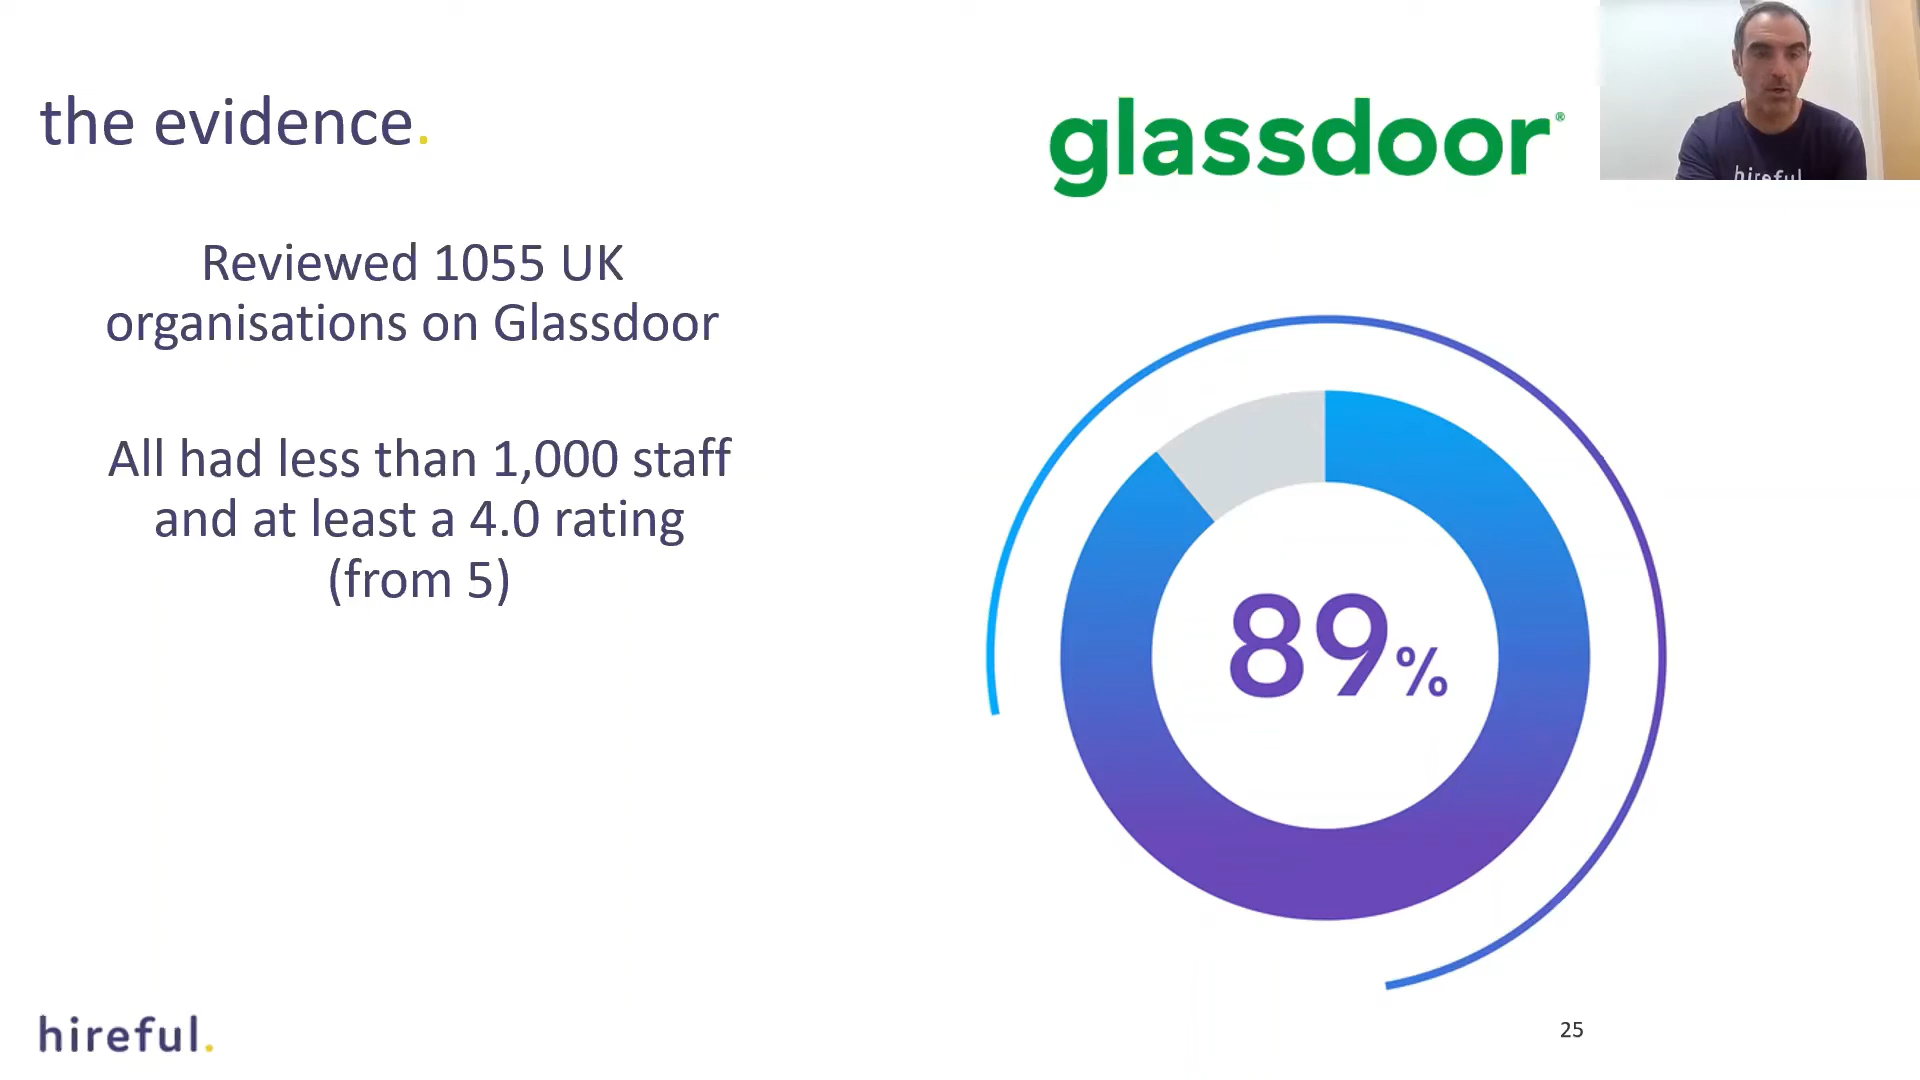 the evidence.
glassdoor®
hireful
Reviewed 1055 UK
organisations on Glassdoor
All had less than 1,000 staff
and at least a 4.0 rating
(from 5)
89%
hireful.
25